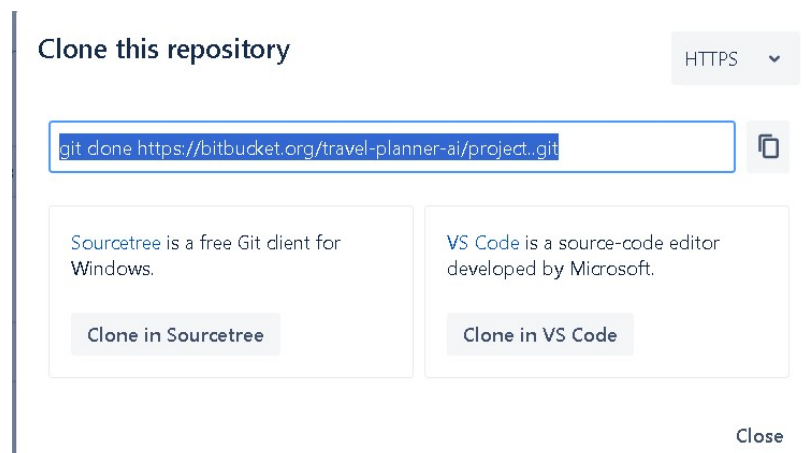 Clone this repository
HTTPS
git clone https://bitbucket.org/travel-planner-ai/project..git
Sourcetree is a free Git client for
Windows.
Clone in Sourcetree
VS Code is a source-code editor
developed by Microsoft.
Clone in VS Code
Close